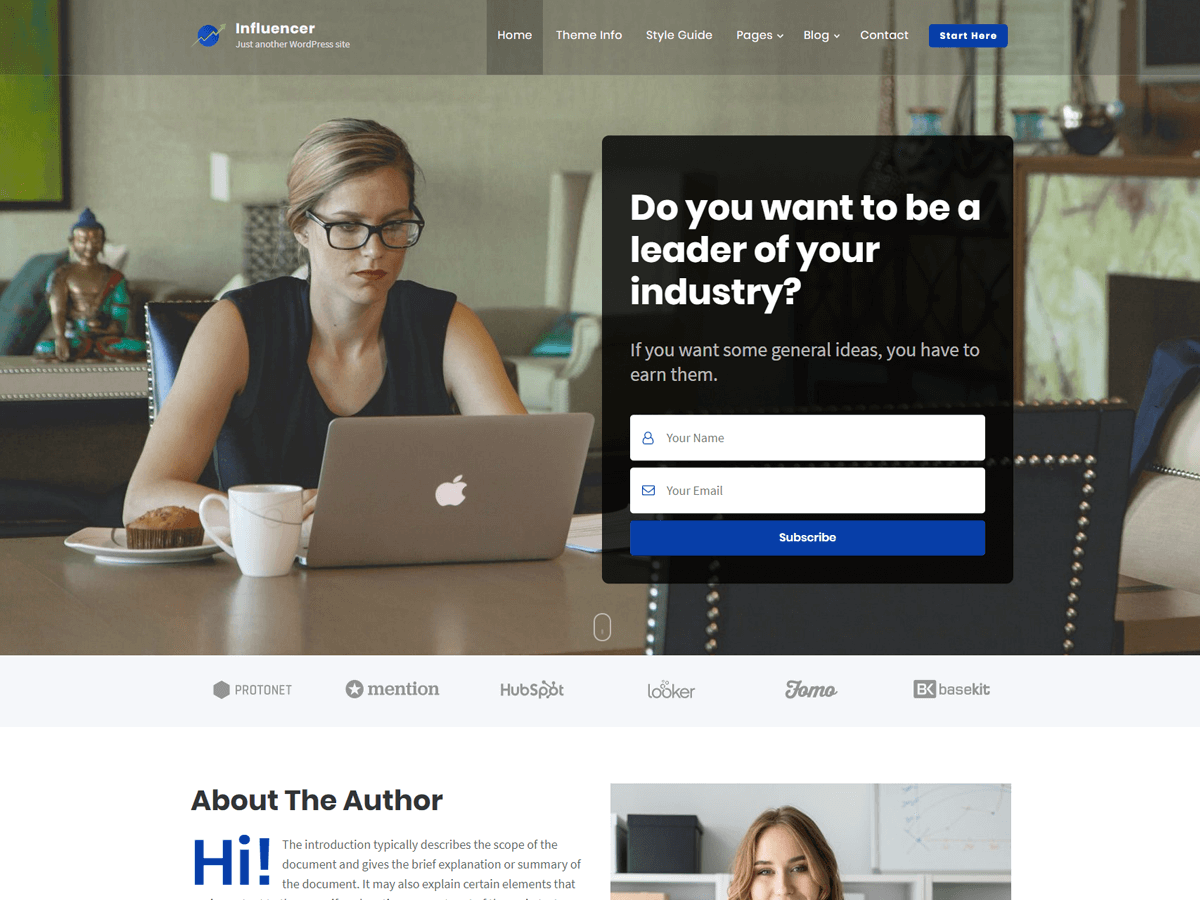 Influencer
Just another WordPress site
Home
Theme Info
Style Guide
Pages
Blog
Contact
Start Here
Do you want to be a
leader of your
industry?
If you want some general ideas, you have to
earn them.
Your Name
Your Email
Subscribe
PROTONET
mention
HubSpot
looker
Fomo
BK basekit
About The Author
Hi!
The introduction typically describes the scope of the
document and gives the brief explanation or summary of
the document. It may also explain certain elements that